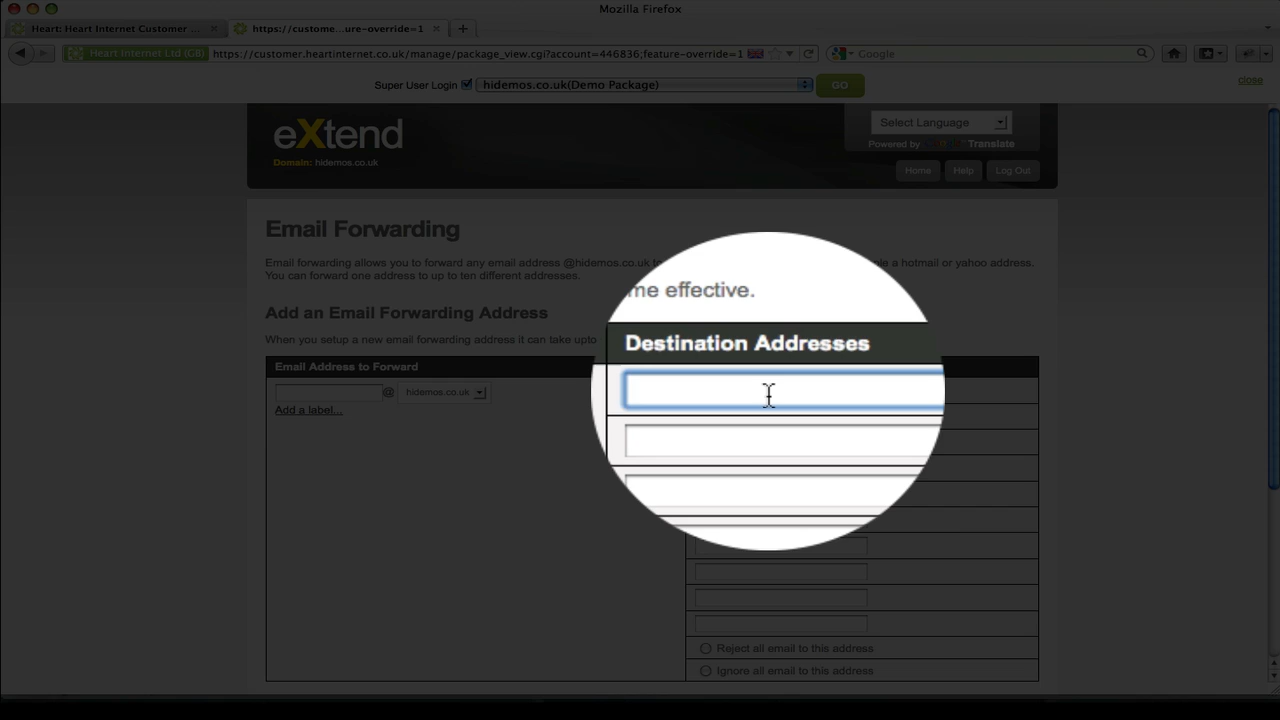 Mozilla Firefox
Heart: Heart Internet Customer ...
https://custome...ure-override=1
Heart Internet Ltd (GB)
https://customer.heartinternet.co.uk/manage/package_view.cgi?account=446836;feature-override=1
Google
Super User Login
hidemos.co.uk(Demo Package)
GO
close
eXtend
Domain: hidemos.co.uk
Select Language
Powered by Translate
Home
Help
Log Out
Email Forwarding
Email forwarding allows you to forward any email address @hidemos.co.uk a hotmail or yahoo address.
You can forward one address to up to ten different addresses.
Add an Email Forwarding Address
When you setup a new email forwarding address it can take upto
me effective.
Email Address to Forward
Destination Addresses
@ hidemos.co.uk
Add a label...
Reject all email to this address
Ignore all email to this address